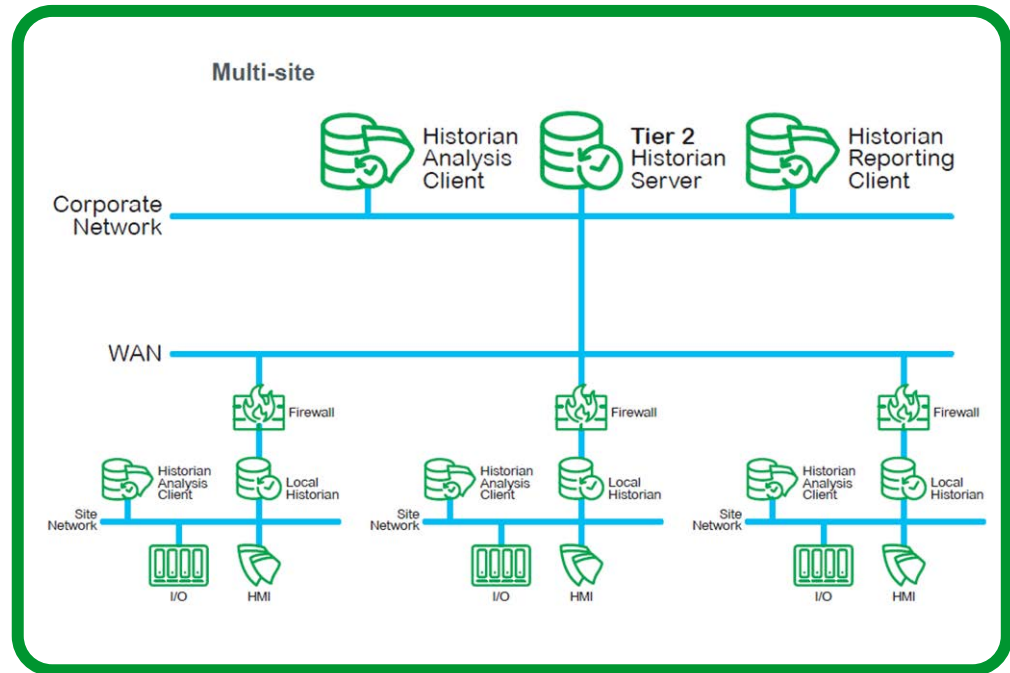 Multi-site
Historian
Analysis
Client
Tier 2
Historian
Server
Historian
Reporting
Client
Corporate
Network
WAN
Firewall
Firewall
Firewall
Historian
Analysis
Client
Local
Historian
Site
Network
I/O
HMI
Historian
Analysis
Client
Local
Historian
Site
Network
I/O
HMI
Historian
Analysis
Client
Local
Historian
Site
Network
I/O
HMI